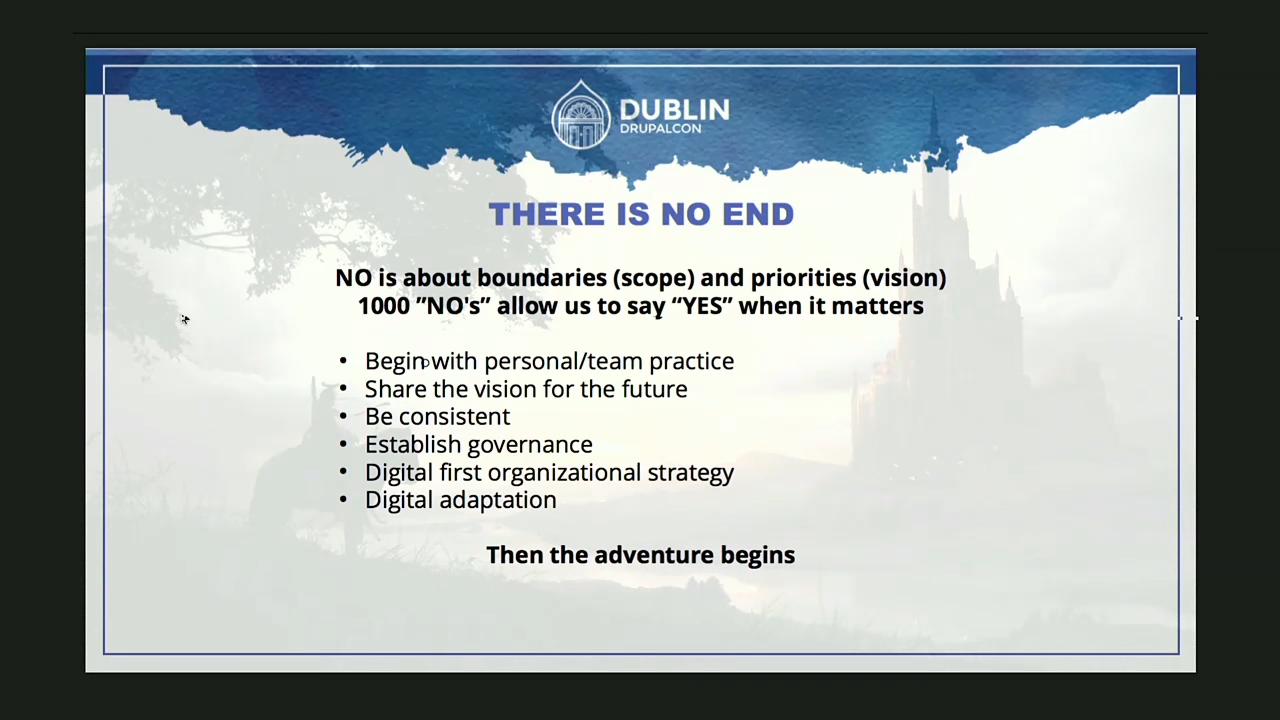 DUBLIN
DRUPALCON
THERE IS NO END
NO is about boundaries (scope) and priorities (vision)
1000 ”NO's” allow us to say “YES” when it matters
• Begin with personal/team practice
• Share the vision for the future
• Be consistent
• Establish governance
• Digital first organizational strategy
• Digital adaptation
Then the adventure begins